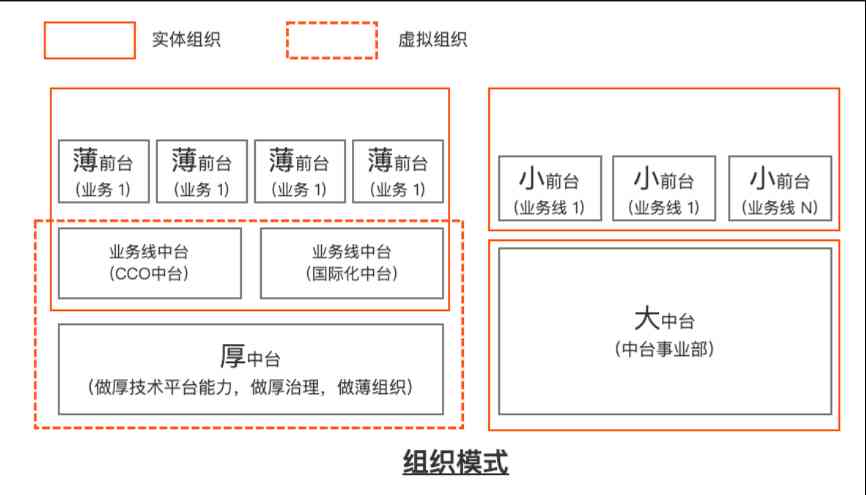 实体组织
虚拟组织
薄前台
(业务 1)
薄前台
(业务 1)
薄前台
(业务 1)
薄前台
(业务 1)
业务线中台
(CCO中台)
业务线中台
(国际化中台)
厚中台
(做厚技术平台能力，做厚治理，做薄组织)
小前台
(业务线 1)
小前台
(业务线 1)
小前台
(业务线 N)
大中台
(中台事业部)
组织模式